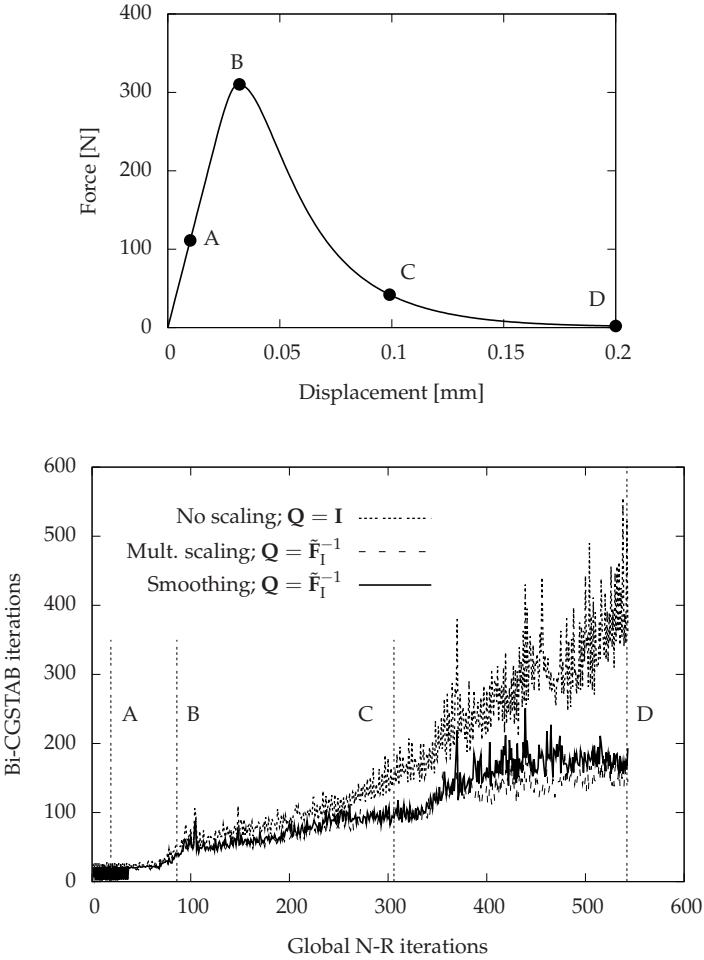 400
300
200
100
0
Force [N]
B
A
C
D
0
0.05
0.1
0.15
0.2
Displacement [mm]
600
500
400
300
200
100
0
Bi-CGSTAB iterations
No scaling; Q = I
Mult. scaling; Q = F̃_I^{-1}
Smoothing; Q = F̃_I^{-1}
A
B
C
D
0
100
200
300
400
500
600
Global N-R iterations